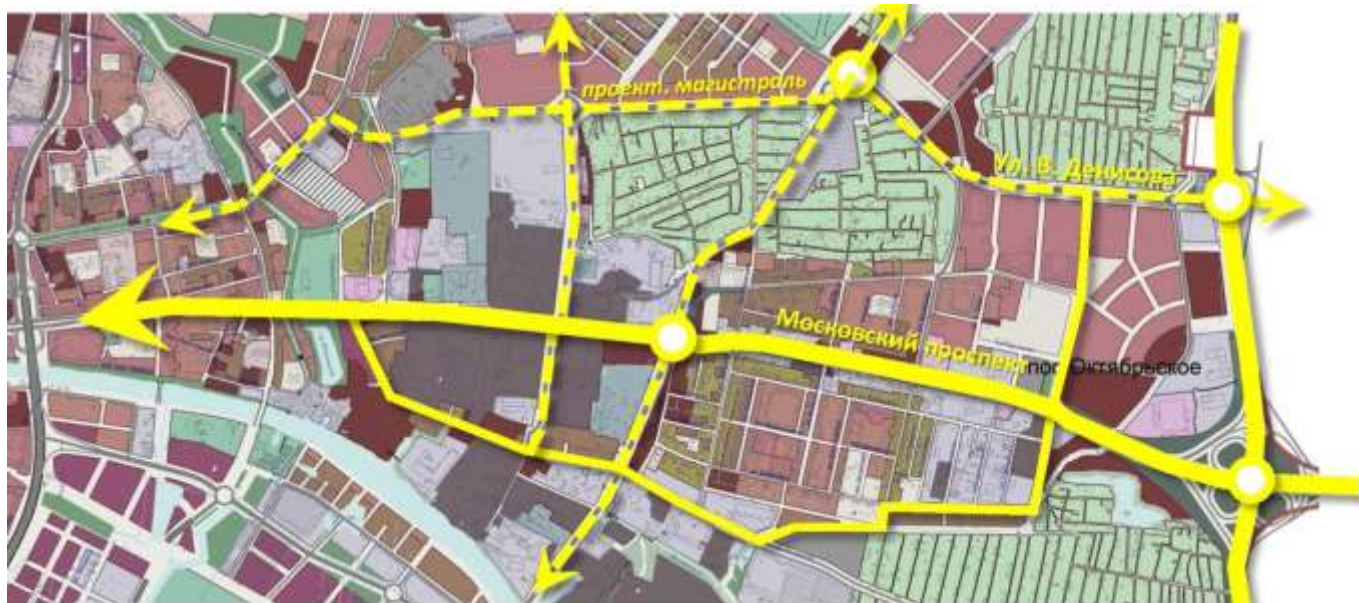 проект. магистраль
Ул. В. Денисова
Московский проспект
пос Октябрьское